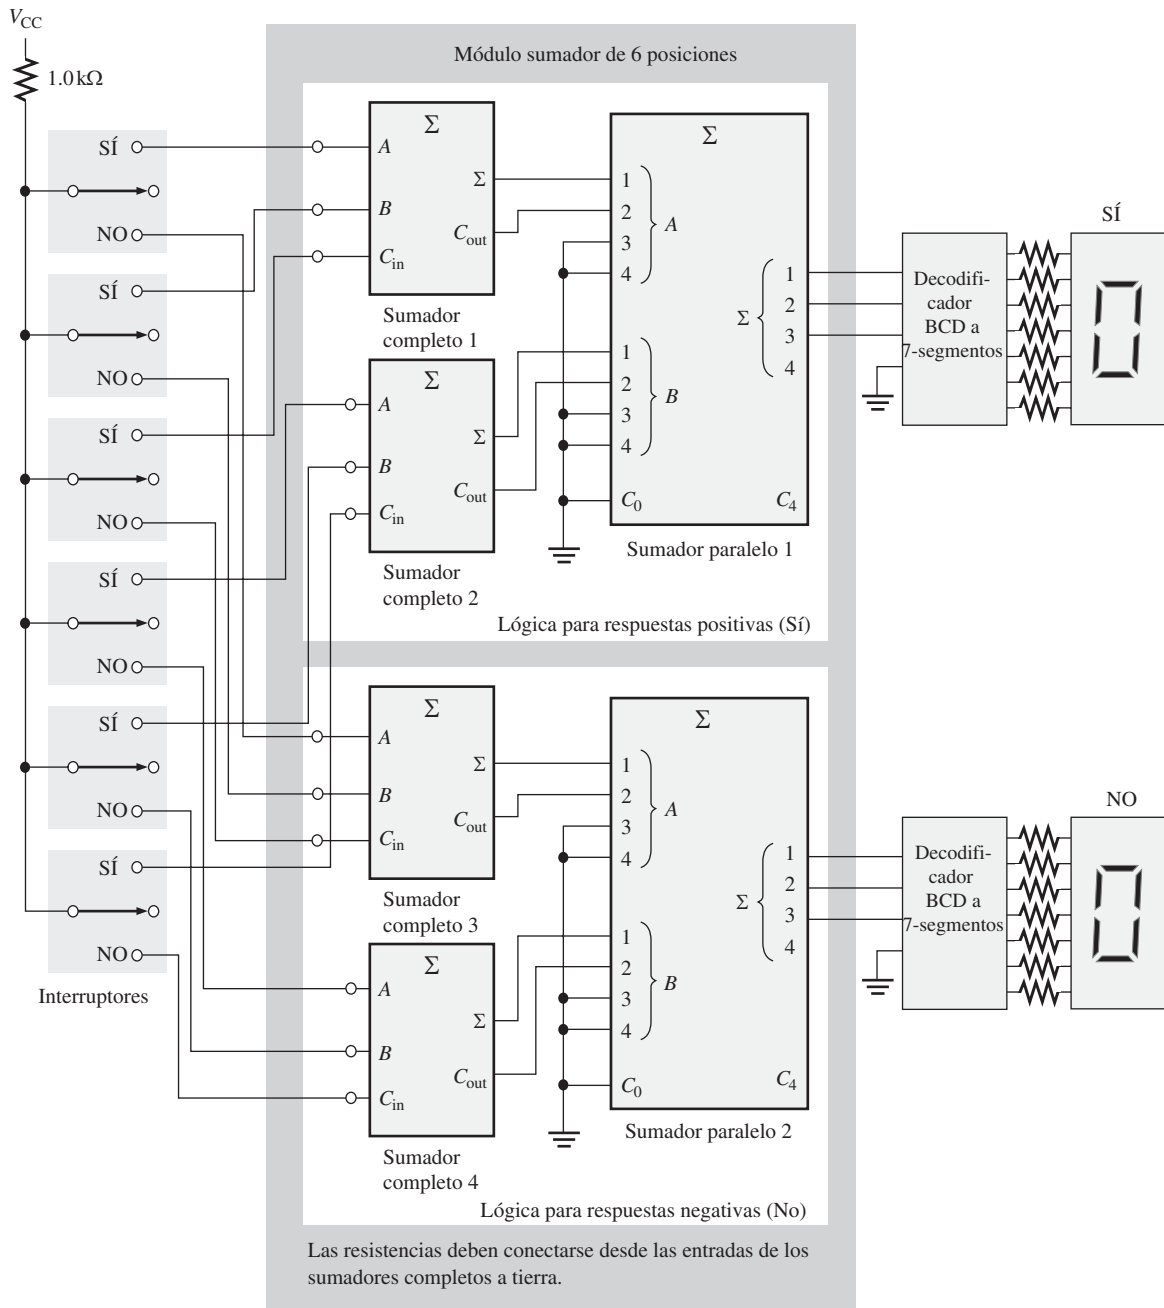 V_CC
1.0 kΩ
Módulo sumador de 6 posiciones
SÍ
NO
SÍ
NO
SÍ
NO
SÍ
NO
SÍ
NO
SÍ
NO
Interruptores
Σ
A
B
C_in
Σ
C_out
Sumador
completo 1
Σ
A
B
C_in
Σ
C_out
Sumador
completo 2
Σ
1
2
3
4
A
1
2
3
4
B
C_0
Σ
1
2
3
4
C_4
Sumador paralelo 1
Lógica para respuestas positivas (Sí)
Decodifi-
cador
BCD a
7-segmentos
SÍ
0
Σ
A
B
C_in
Σ
C_out
Sumador
completo 3
Σ
A
B
C_in
Σ
C_out
Sumador
completo 4
Σ
1
2
3
4
A
1
2
3
4
B
C_0
Σ
1
2
3
4
C_4
Sumador paralelo 2
Lógica para respuestas negativas (No)
Decodifi-
cador
BCD a
7-segmentos
NO
0
Las resistencias deben conectarse desde las entradas de los
sumadores completos a tierra.